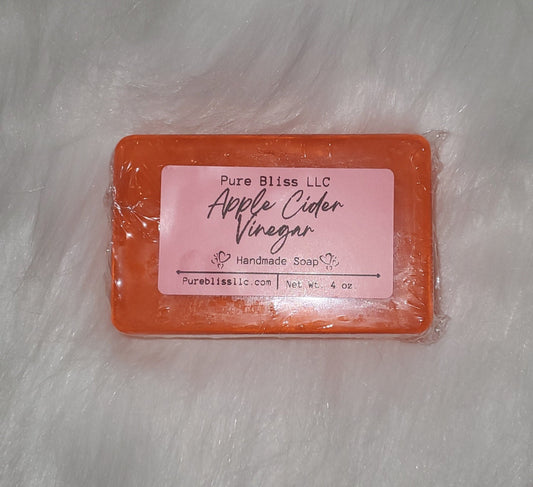 Pure Bliss LLC
Apple Cider
Vinegar
Handmade Soap
Pureblissllc.com | Net Wt. 4 oz.